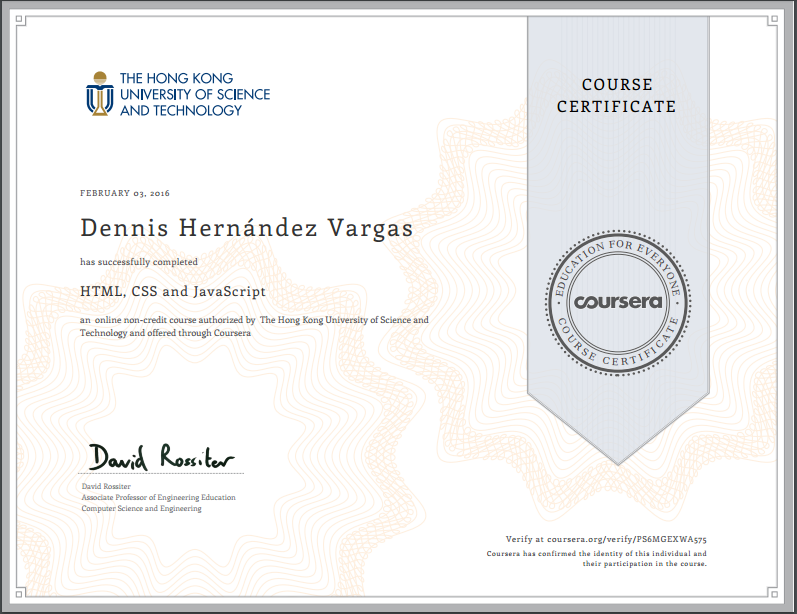 THE HONG KONG
UNIVERSITY OF SCIENCE
AND TECHNOLOGY
COURSE
CERTIFICATE
FEBRUARY 03, 2016
Dennis Hernández Vargas
has successfully completed
HTML, CSS and JavaScript
an online non-credit course authorized by The Hong Kong University of Science and
Technology and offered through Coursera
EDUCATION FOR EVERYONE
coursera
COURSE CERTIFICATE
David Rossiter
David Rossiter
Associate Professor of Engineering Education
Computer Science and Engineering
Verify at coursera.org/verify/PS6MGEXWA575
Coursera has confirmed the identity of this individual and
their participation in the course.